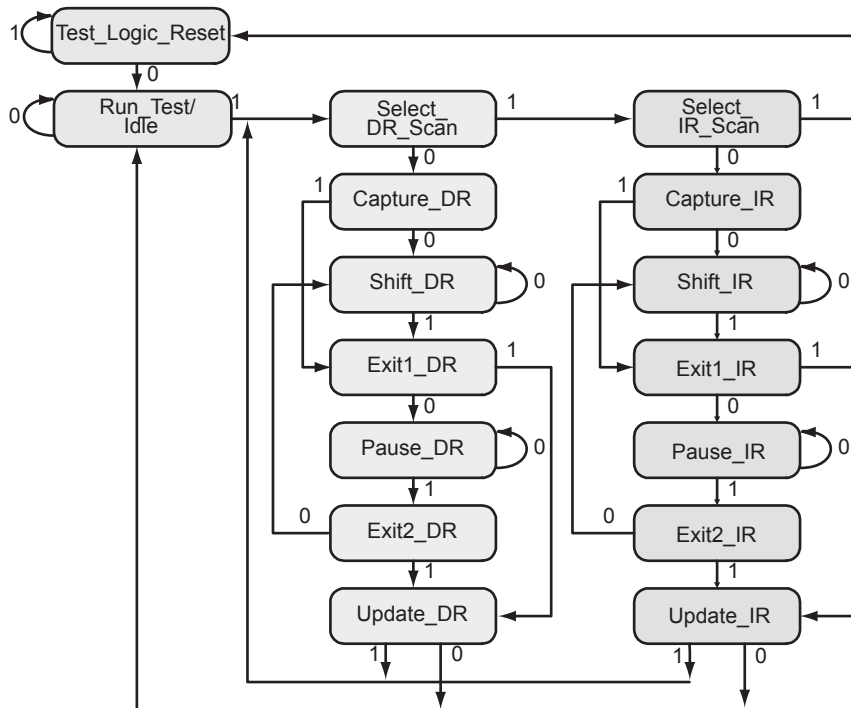 1
Test_Logic_Reset
0
0
Run_Test/
Idle
1
Select_
DR_Scan
1
Select_
IR_Scan
1
0
0
1
Capture_DR
1
Capture_IR
0
0
Shift_DR
0
Shift_IR
0
1
1
Exit1_DR
1
Exit1_IR
1
0
0
Pause_DR
0
Pause_IR
0
1
1
0
Exit2_DR
0
Exit2_IR
1
1
Update_DR
Update_IR
1
0
1
0